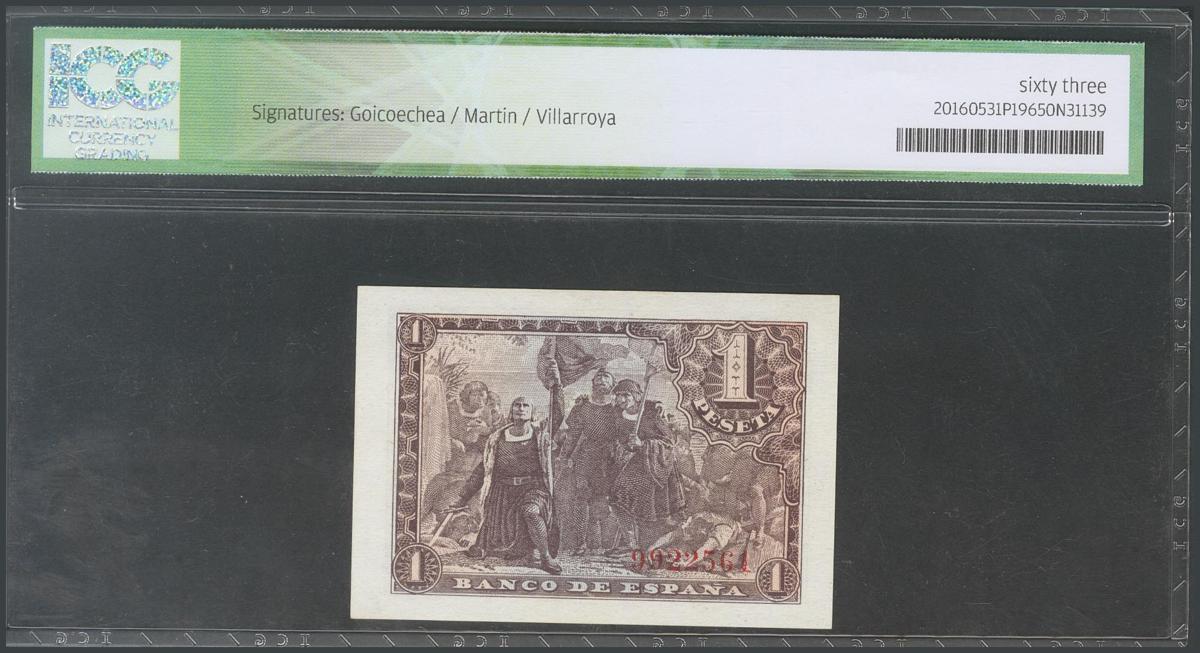 ICG
INTERNATIONAL
CURRENCY
GRADING
Signatures: Goicoechea / Martin / Villarroya
sixty three
20160531P19650N31139
1
1
PESETA
9922561
1
BANCO DE ESPAÑA
1